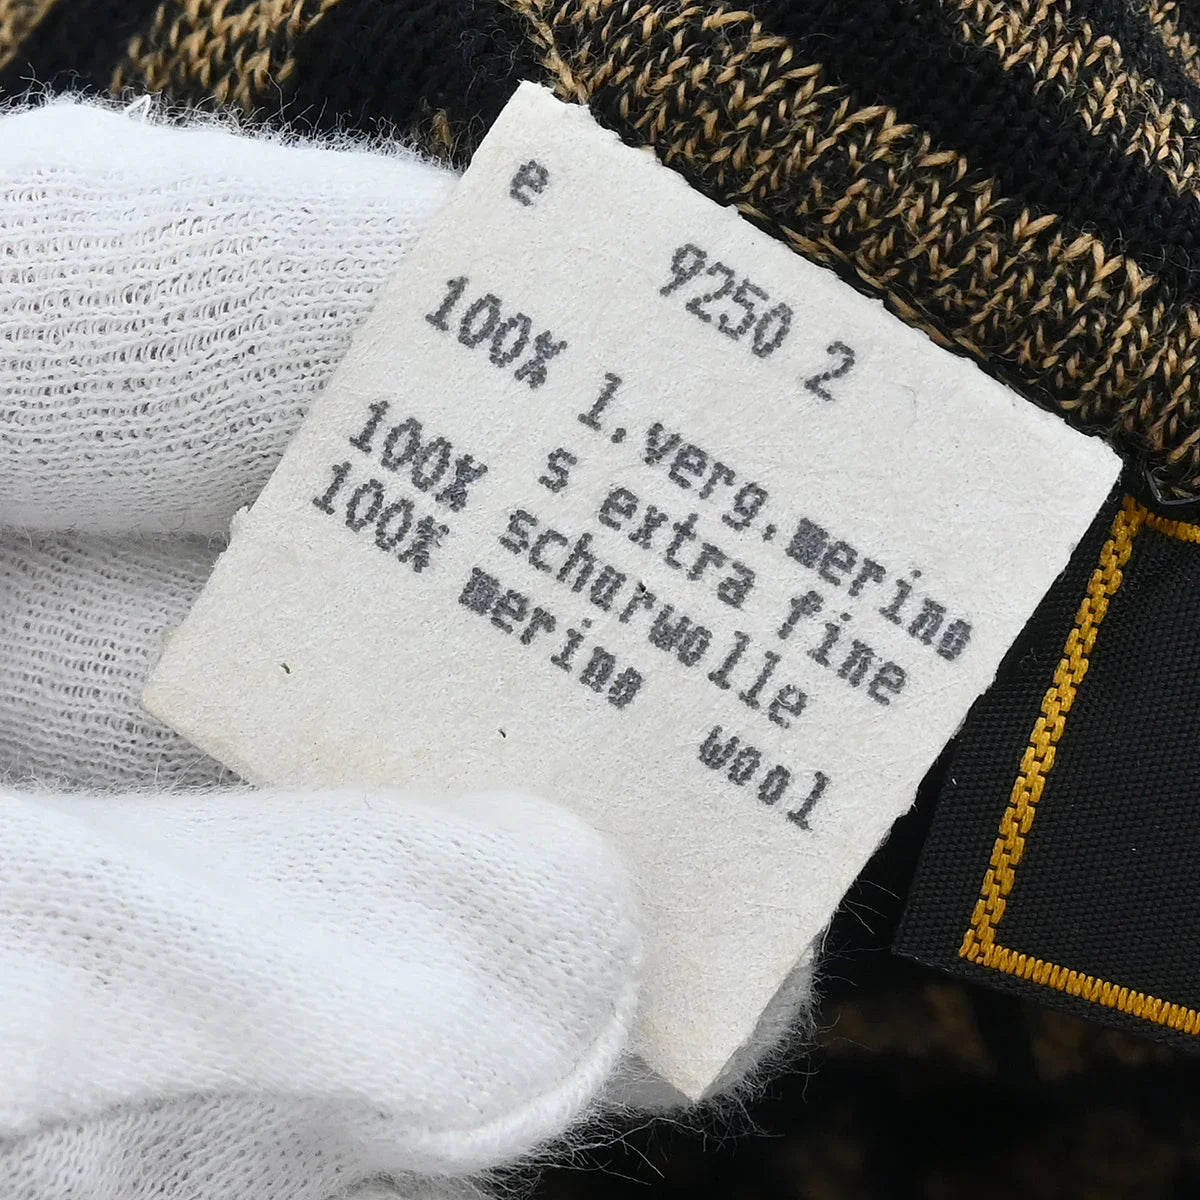 e
9250 2
100% l.verg.merino
s extra fine
100% schurwolle
100% merino wool